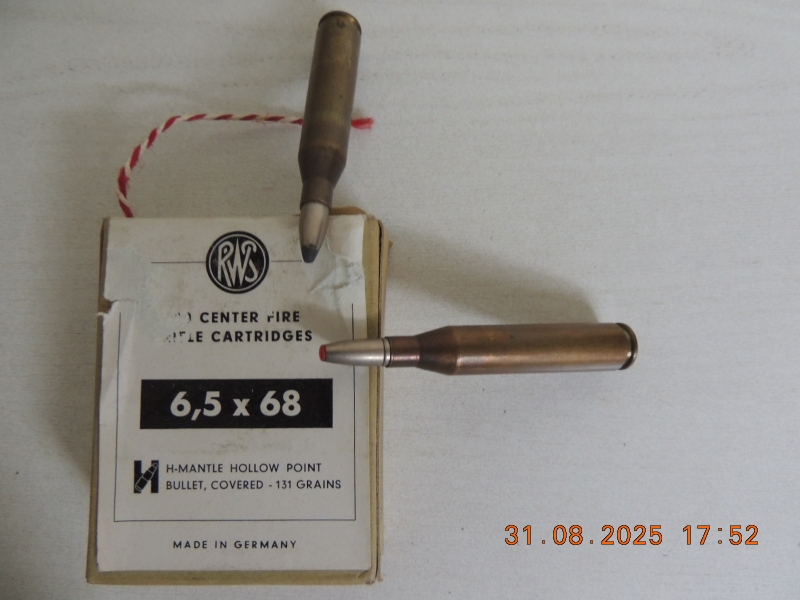 RWS
CENTER FIRE
CARTRIDGES
6,5 x 68
H
H-MANTLE HOLLOW POINT
BULLET, COVERED - 131 GRAINS
MADE IN GERMANY
31.08.2025 17:52